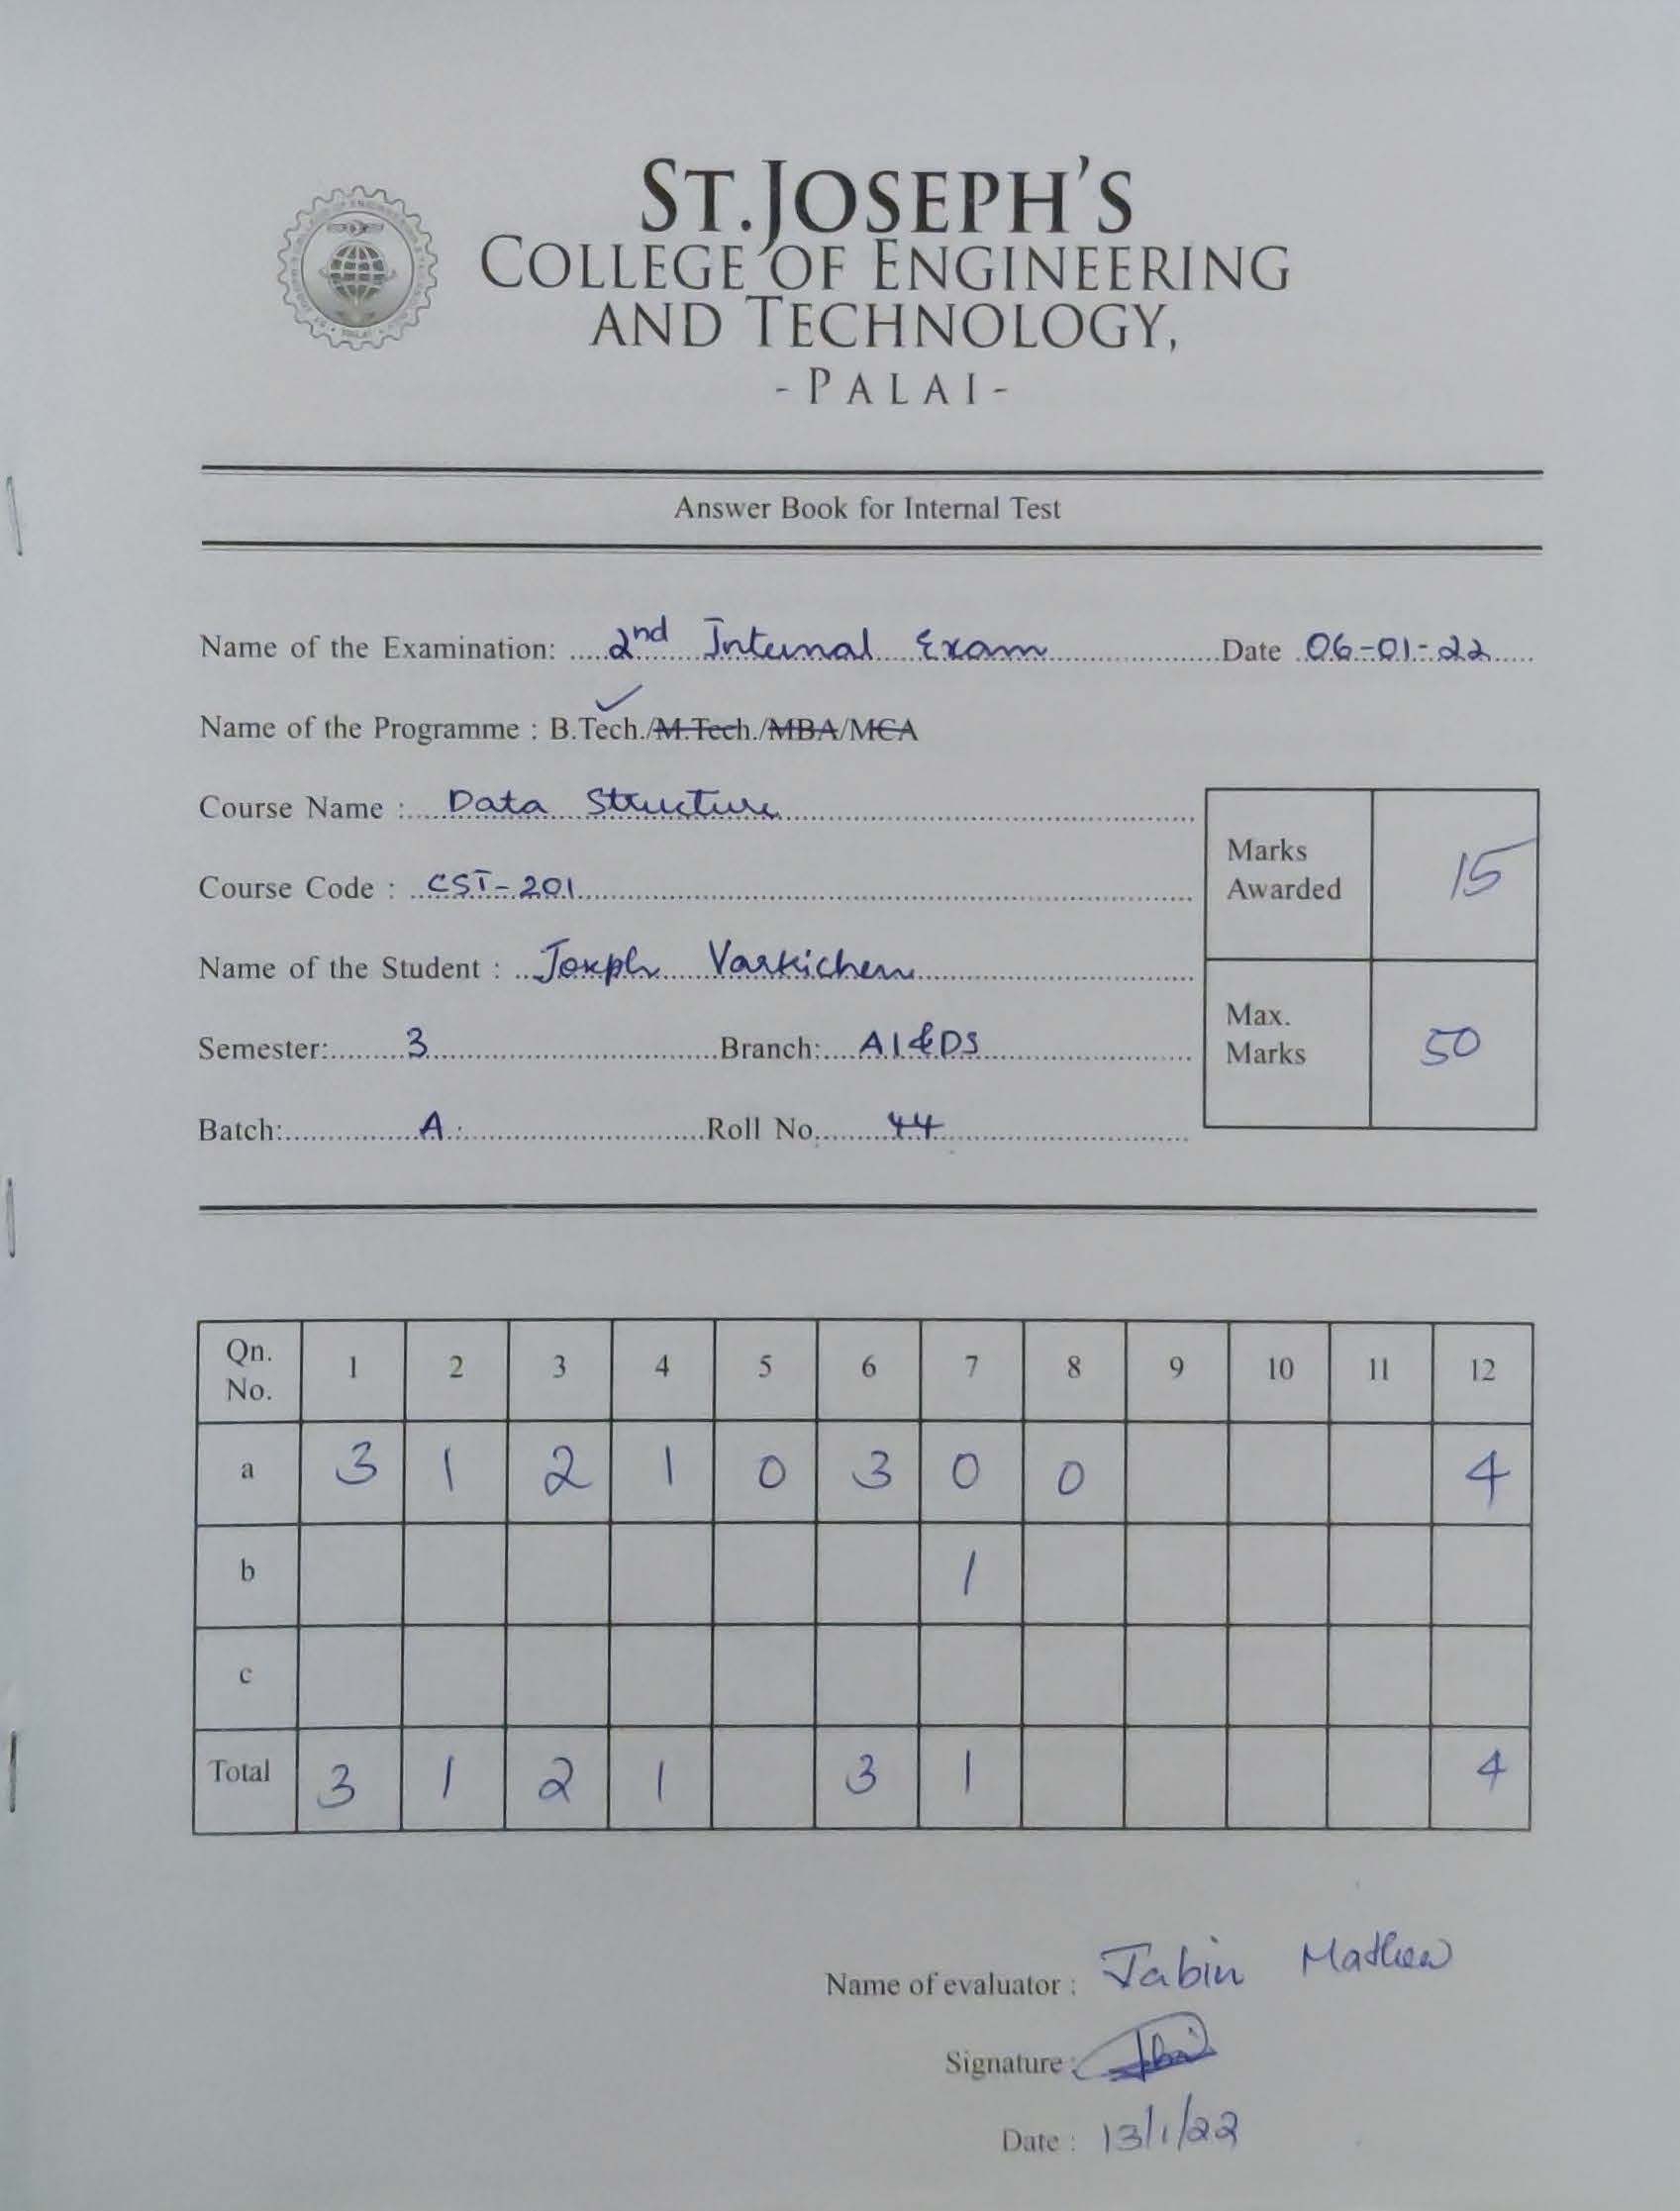 ST.JOSEPH'S
COLLEGE OF ENGINEERING
AND TECHNOLOGY,
- PALAI -
Answer Book for Internal Test
Name of the Examination: 2nd Internal Exam Date 06-01-22
Name of the Programme : B.Tech./M.Tech./MBA/MCA
Course Name : Data Structure
Marks Awarded 15
Course Code : CST-201
Name of the Student : Joseph Varkichen
Max. Marks 50
Semester: 3 Branch: AI&DS
Batch: A Roll No. 44
Qn. No. 1 2 3 4 5 6 7 8 9 10 11 12
a 3 1 2 1 0 3 0 0 4
b 1
c
Total 3 1 2 1 3 1 4
Name of evaluator : Jabin Mathew
Signature :
Date : 13/1/22